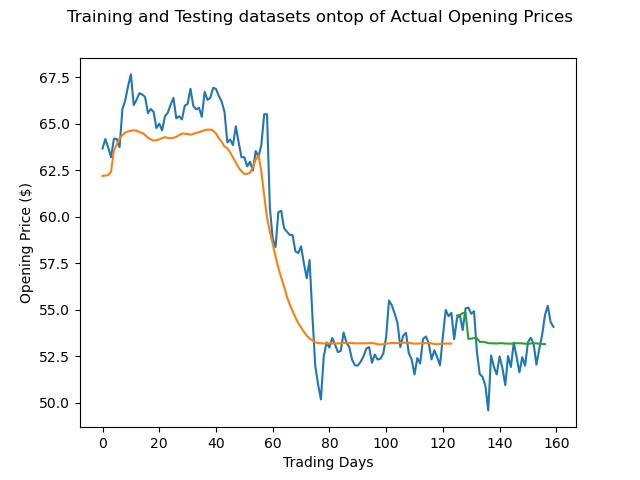 Training and Testing datasets ontop of Actual Opening Prices
67.5
65.0
62.5
60.0
57.5
55.0
52.5
50.0
Opening Price ($)
0 20 40 60 80 100 120 140 160
Trading Days